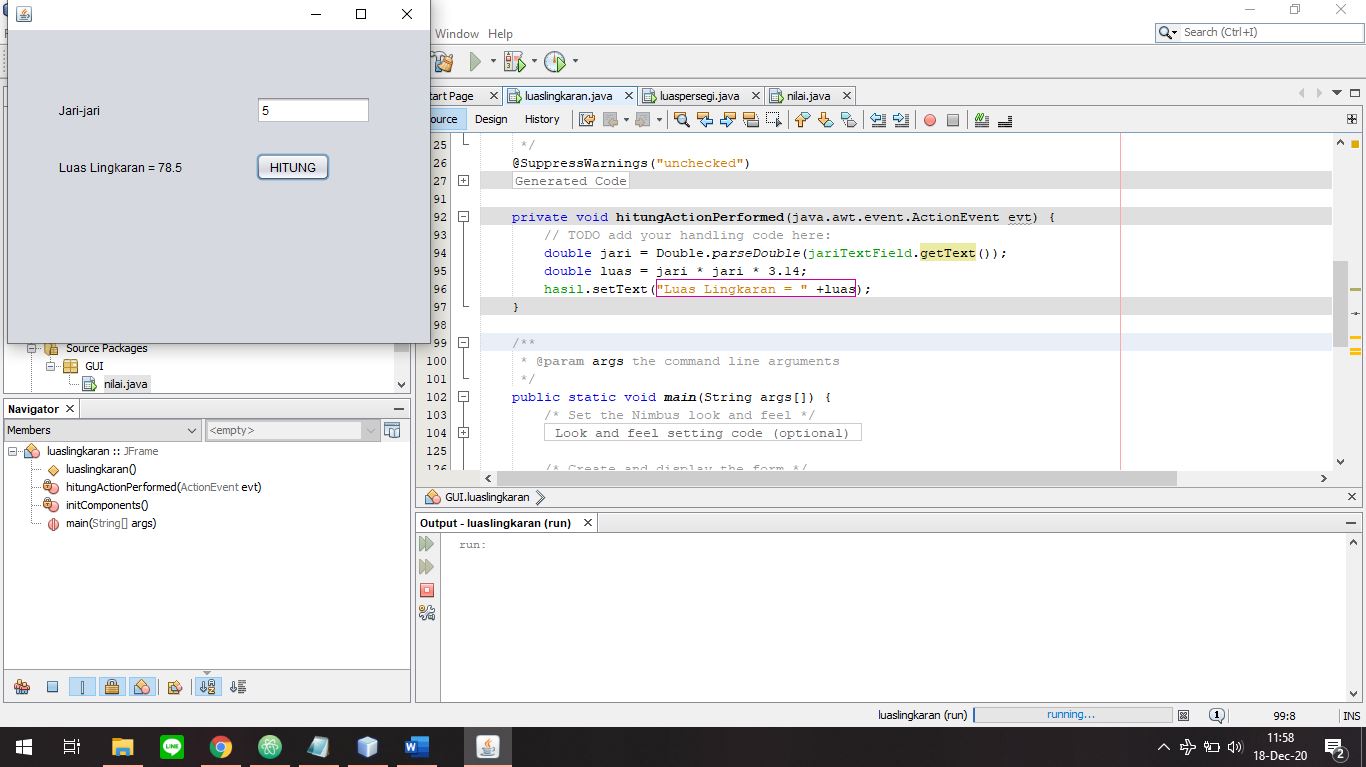 Window Help
Search (Ctrl+I)
Jari-jari
5
Luas Lingkaran = 78.5
HITUNG
tart Page
luaslingkaran.java
luaspersegi.java
nilai.java
ource
Design
History
25 */
26 @SuppressWarnings("unchecked")
27 Generated Code
91
92 private void hitungActionPerformed(java.awt.event.ActionEvent evt) {
93 // TODO add your handling code here:
94 double jari = Double.parseDouble(jariTextField.getText());
95 double luas = jari * jari * 3.14;
96 hasil.setText("Luas Lingkaran = " +luas);
97 }
98
99 /**
100 * @param args the command line arguments
101 */
102 public static void main(String args[]) {
103 /* Set the Nimbus look and feel */
104 Look and feel setting code (optional)
125
126 /* Create and display the form */
Source Packages
GUI
nilai.java
Navigator
Members
<empty>
luaslingkaran :: JFrame
luaslingkaran()
hitungActionPerformed(ActionEvent evt)
initComponents()
main(String[] args)
GUI.luaslingkaran
Output - luaslingkaran (run)
run:
luaslingkaran (run)
running...
1
99:8
INS
LINE
W
11:58
18-Dec-20
2